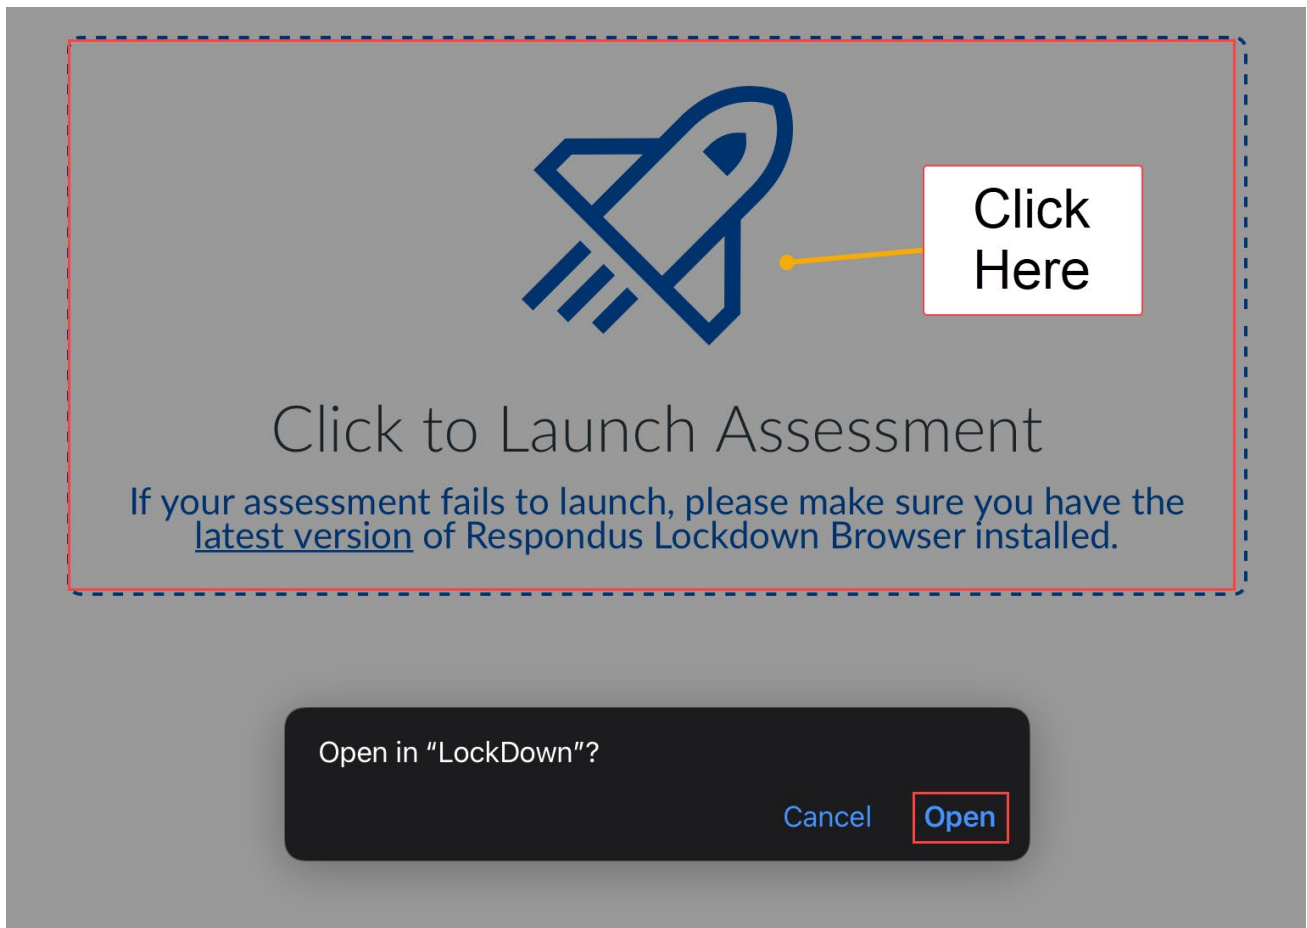 Click
Here
Click to Launch Assessment
If your assessment fails to launch, please make sure you have the
latest version of Respondus Lockdown Browser installed.
Open in “LockDown”?
Cancel Open